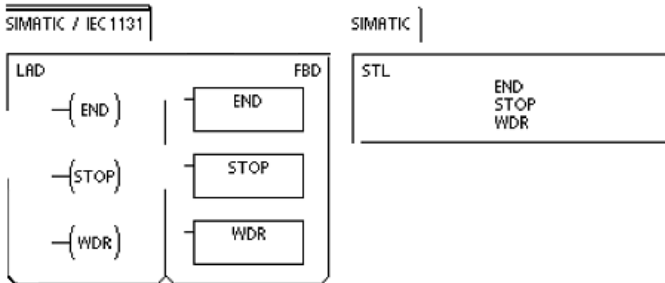 SIMATIC / IEC 1131
LAD
FBD
END
STOP
WDR
END
STOP
WDR
SIMATIC
STL
END
STOP
WDR